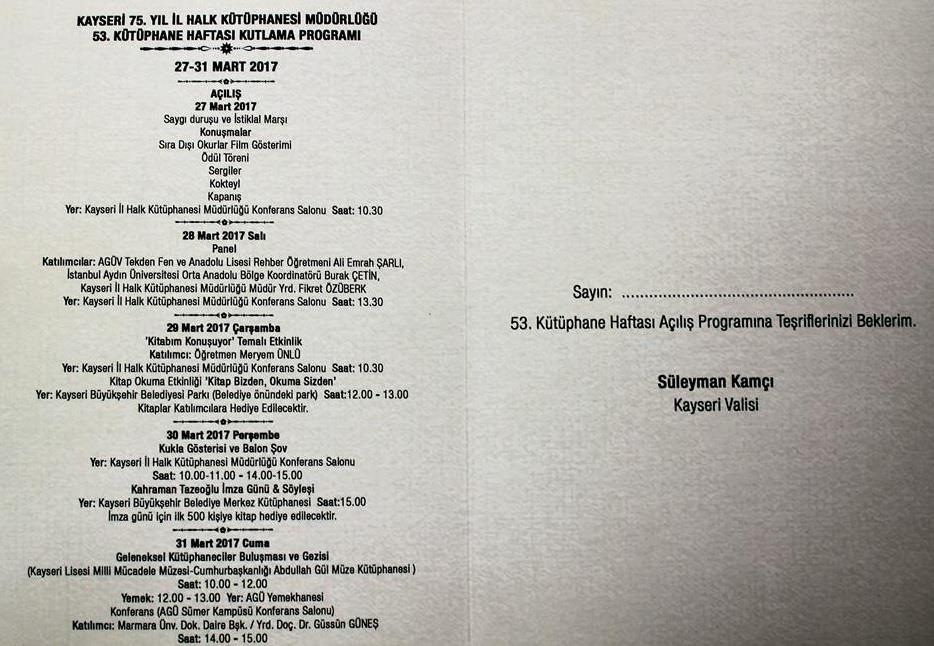 KAYSERİ 75. YIL İL HALK KÜTÜPHANESİ MÜDÜRLÜĞÜ
53. KÜTÜPHANE HAFTASI KUTLAMA PROGRAMI
27-31 MART 2017
AÇILIŞ
27 Mart 2017
Saygı duruşu ve İstiklal Marşı
Konuşmalar
Sıra Dışı Okurlar Film Gösterimi
Ödül Töreni
Sergiler
Kokteyl
Kapanış
Yer: Kayseri İl Halk Kütüphanesi Müdürlüğü Konferans Salonu Saat: 10.30
28 Mart 2017 Salı
Panel
Katılımcılar: AGÜV Tekden Fen ve Anadolu Lisesi Rehber Öğretmeni Ali Emrah ŞARLI,
İstanbul Aydın Üniversitesi Orta Anadolu Bölge Koordinatörü Burak ÇETİN,
Kayseri İl Halk Kütüphanesi Müdürlüğü Müdür Yrd. Fikret ÖZÜBERK
Yer: Kayseri İl Halk Kütüphanesi Müdürlüğü Konferans Salonu Saat: 13.30
29 Mart 2017 Çarşamba
'Kitabım Konuşuyor' Temalı Etkinlik
Katılımcı: Öğretmen Meryem ÜNLÜ
Yer: Kayseri İl Halk Kütüphanesi Müdürlüğü Konferans Salonu Saat: 10.30
Kitap Okuma Etkinliği 'Kitap Bizden, Okuma Sizden'
Yer: Kayseri Büyükşehir Belediyesi Parkı (Belediye önündeki park) Saat:12.00 - 13.00
Kitaplar Katılımcılara Hediye Edilecektir.
30 Mart 2017 Perşembe
Kukla Gösterisi ve Balon Şov
Yer: Kayseri İl Halk Kütüphanesi Müdürlüğü Konferans Salonu
Saat: 10.00-11.00 - 14.00-15.00
Kahraman Tazeoğlu İmza Günü & Söyleşi
Yer: Kayseri Büyükşehir Belediye Merkez Kütüphanesi Saat:15.00
İmza günü için ilk 500 kişiye kitap hediye edilecektir.
31 Mart 2017 Cuma
Geleneksel Kütüphaneciler Buluşması ve Gezisi
(Kayseri Lisesi Milli Mücadele Müzesi-Cumhurbaşkanlığı Abdullah Gül Müze Kütüphanesi )
Saat: 10.00 - 12.00
Yemek: 12.00 - 13.00 Yer: AGÜ Yemekhanesi
Konferans (AGÜ Sümer Kampüsü Konferans Salonu)
Katılımcı: Marmara Ünv. Dok. Daire Bşk. / Yrd. Doç. Dr. Güssün GÜNEŞ
Saat: 14.00 - 15.00
Sayın: ...............................................
53. Kütüphane Haftası Açılış Programına Teşriflerinizi Beklerim.
Süleyman Kamçı
Kayseri Valisi